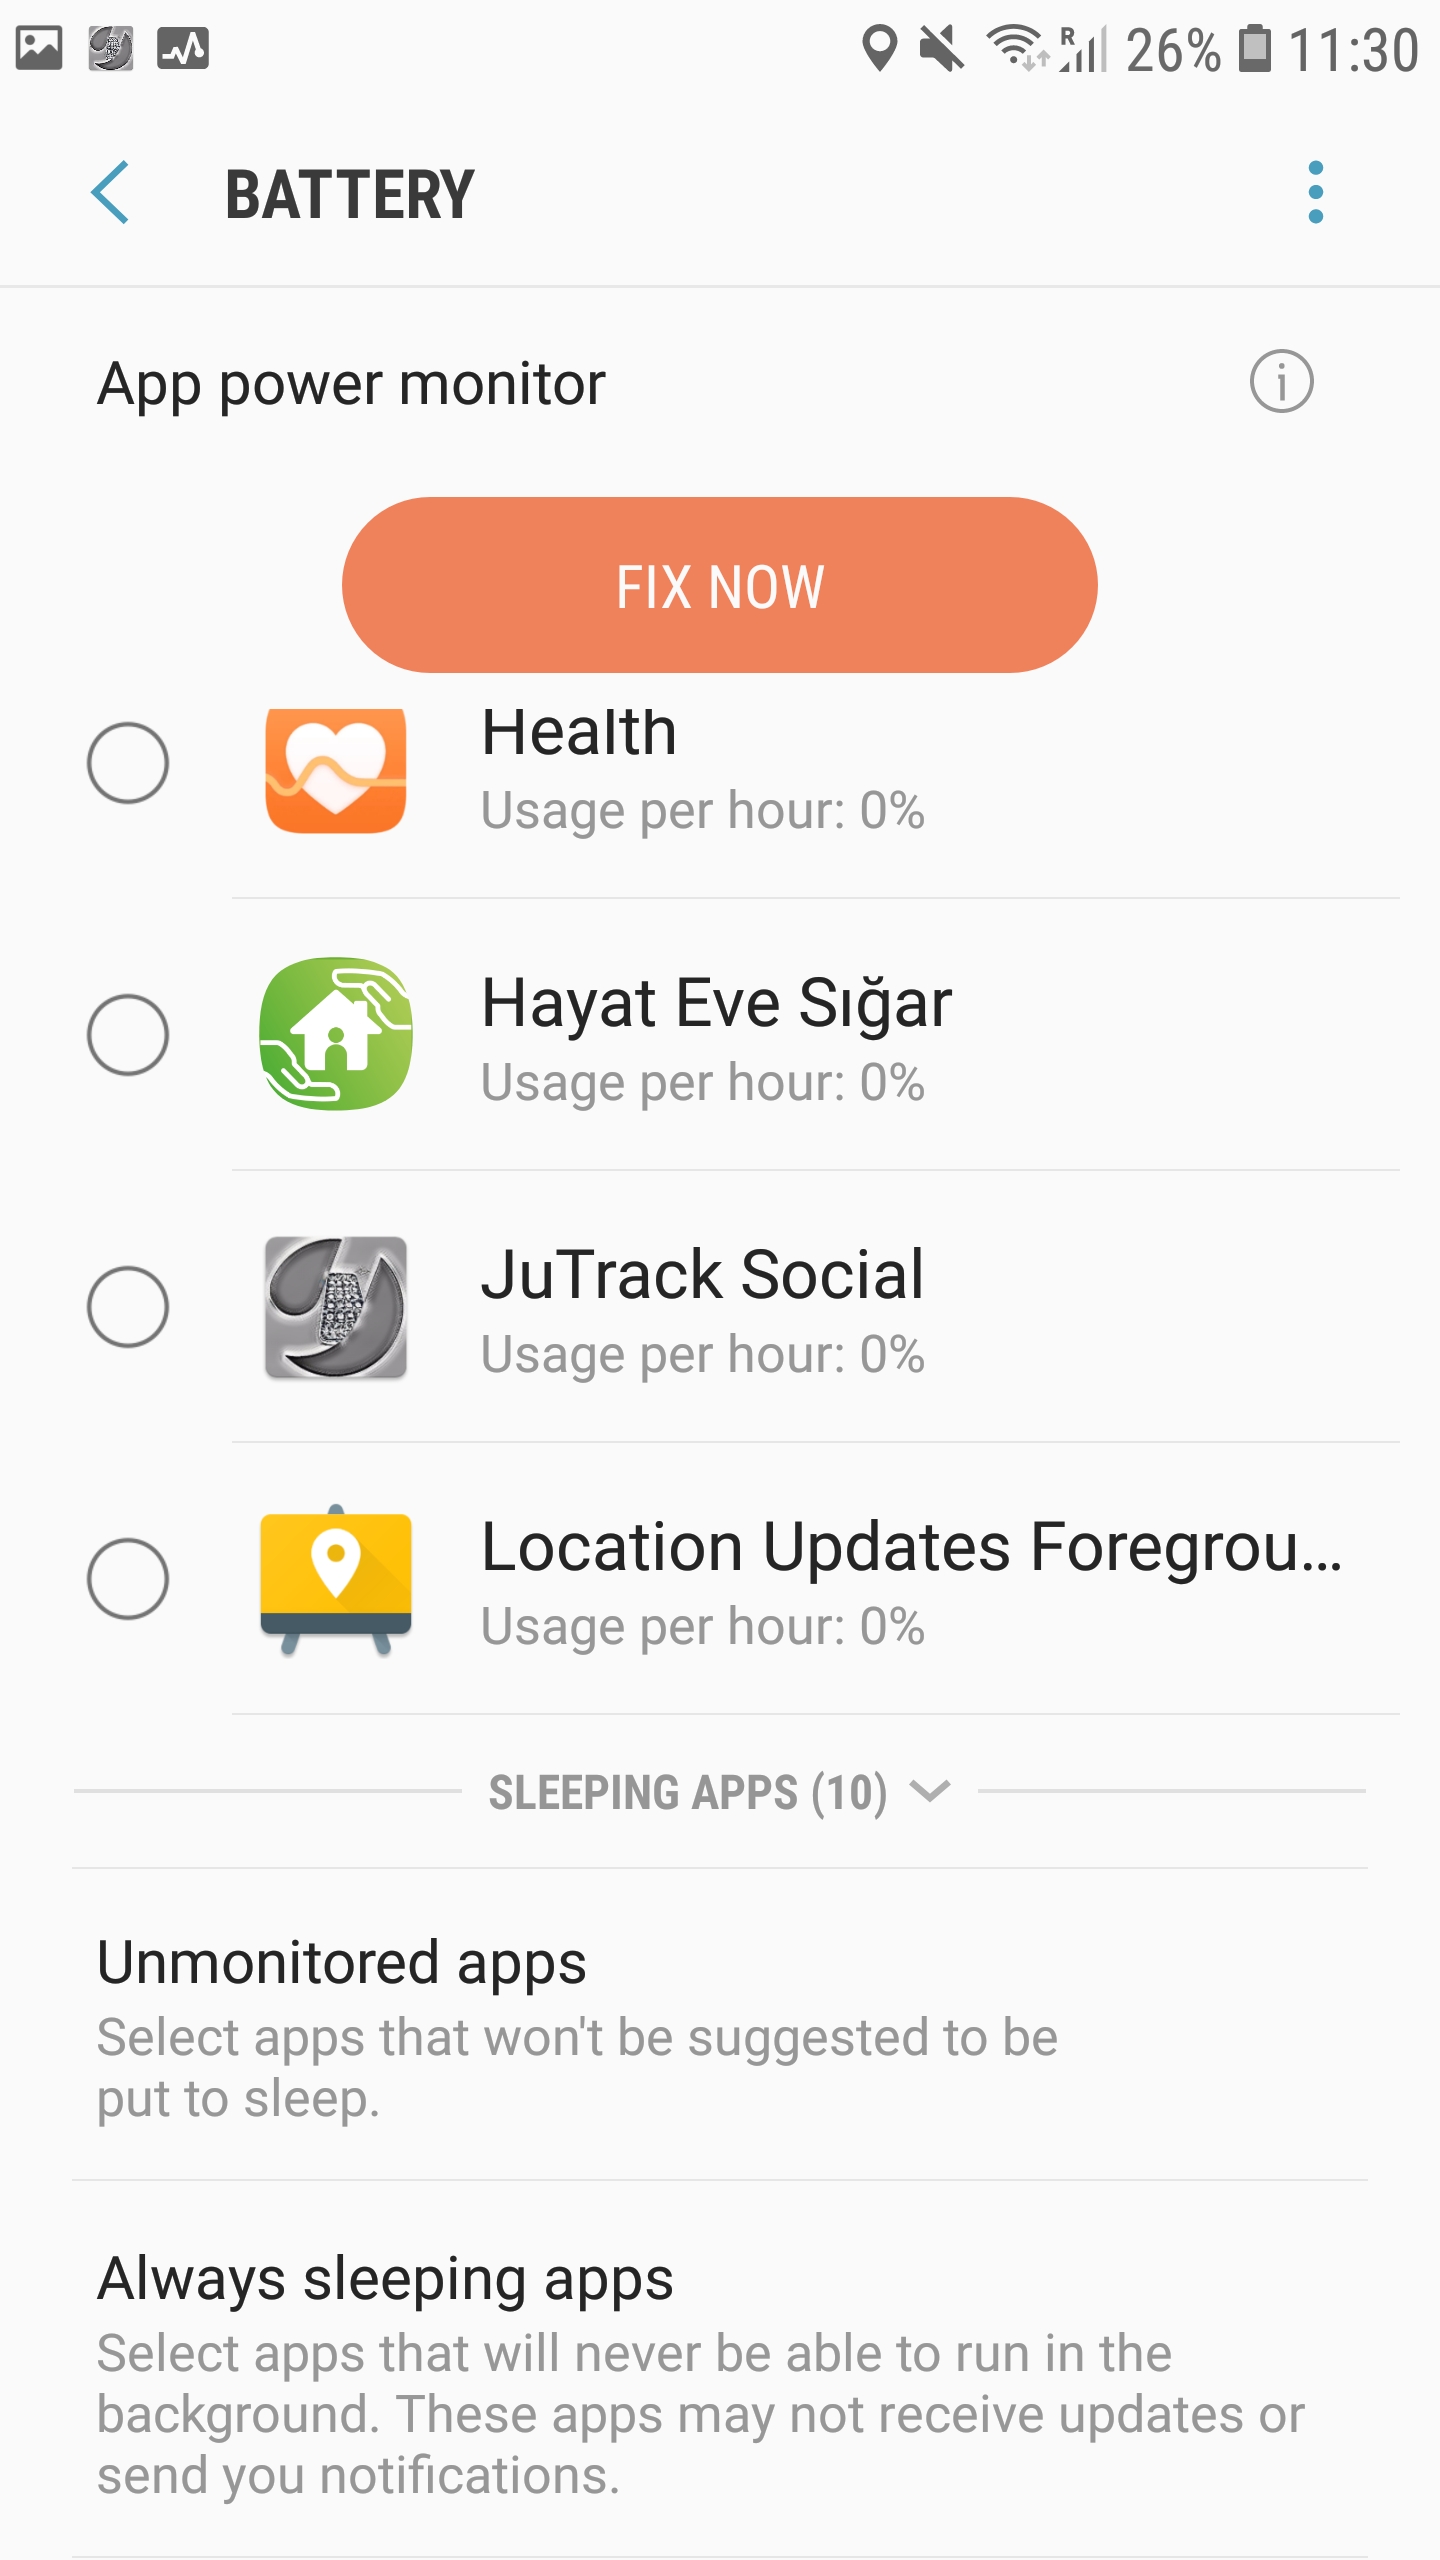 R 26% 11:30
BATTERY
App power monitor
FIX NOW
Health
Usage per hour: 0%
Hayat Eve Sığar
Usage per hour: 0%
JuTrack Social
Usage per hour: 0%
Location Updates Foregrou...
Usage per hour: 0%
SLEEPING APPS (10)
Unmonitored apps
Select apps that won't be suggested to be
put to sleep.
Always sleeping apps
Select apps that will never be able to run in the
background. These apps may not receive updates or
send you notifications.